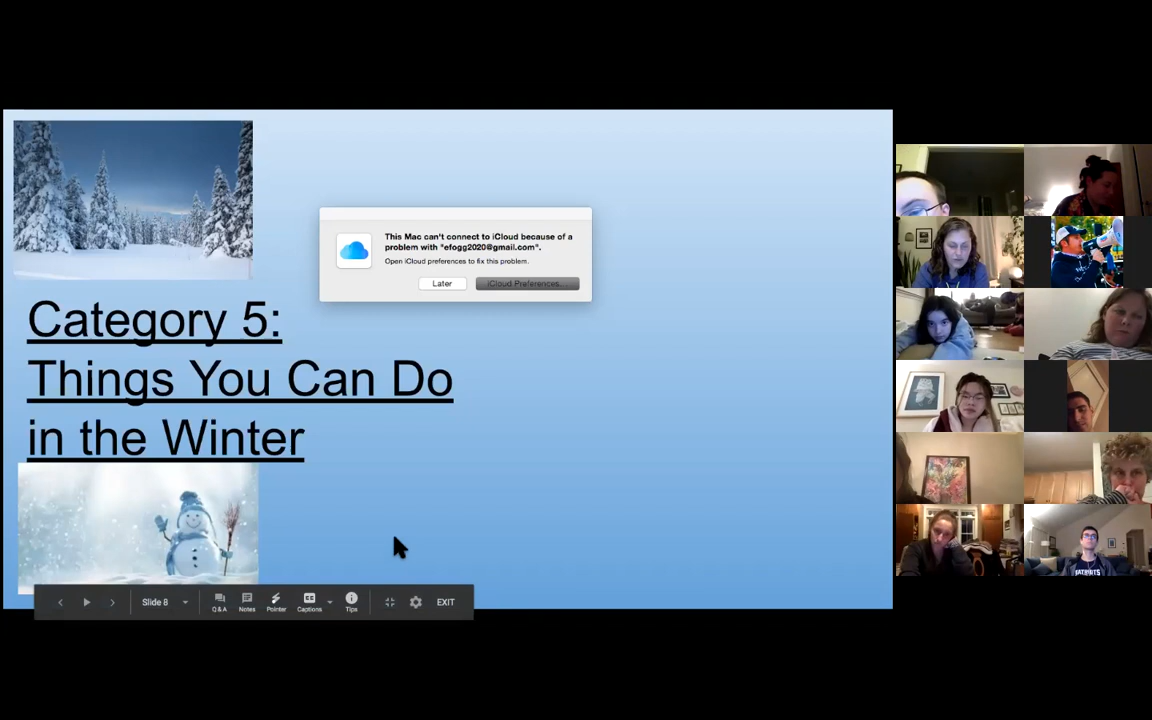 This Mac can't connect to iCloud because of a
problem with "efogg2020@gmail.com".
Open iCloud preferences to fix this problem.
Later
iCloud Preferences...
Category 5:
Things You Can Do
in the Winter
Slide 8
Q&A
Notes
Pointer
CC
Captions
Tips
EXIT
PATRIOTS